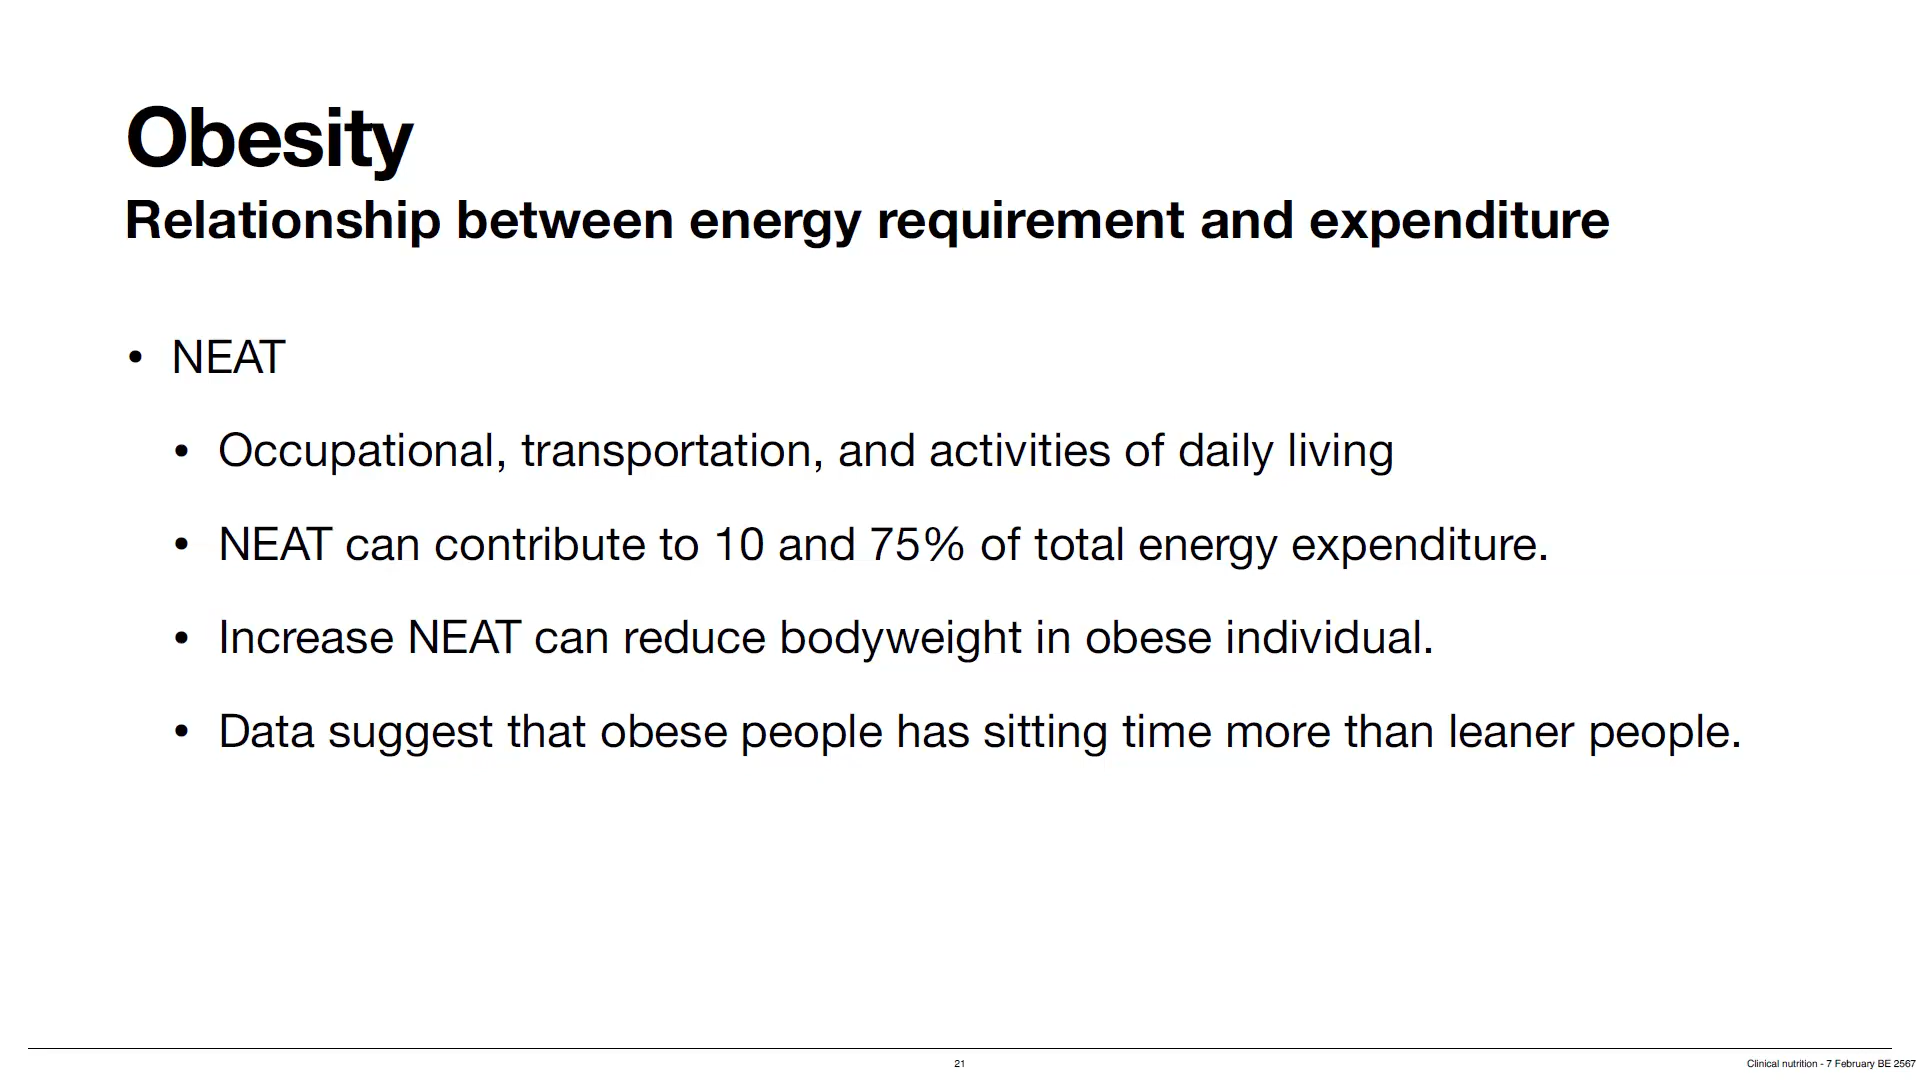 Obesity
Relationship between energy requirement and expenditure
• NEAT
• Occupational, transportation, and activities of daily living
• NEAT can contribute to 10 and 75% of total energy expenditure.
• Increase NEAT can reduce bodyweight in obese individual.
• Data suggest that obese people has sitting time more than leaner people.
21
Clinical nutrition - 7 February BE 2567